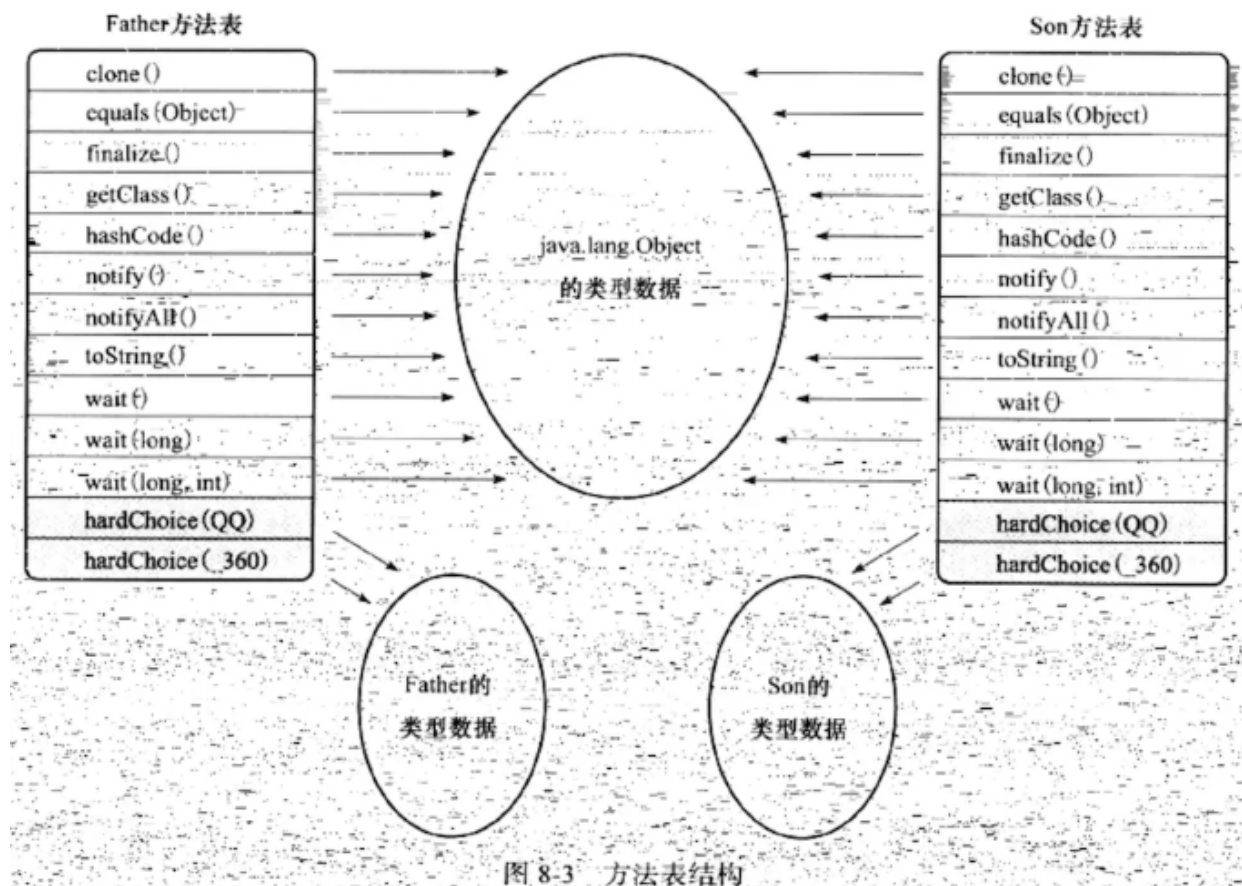 Father方法表
clone()
equals(Object)
finalize()
getClass()
hashCode()
notify()
notifyAll()
toString()
wait()
wait(long)
wait(long, int)
hardChoice(QQ)
hardChoice(_360)
java.lang.Object
的类型数据
Son方法表
clone()
equals(Object)
finalize()
getClass()
hashCode()
notify()
notifyAll()
toString()
wait()
wait(long)
wait(long, int)
hardChoice(QQ)
hardChoice(_360)
Father的
类型数据
Son的
类型数据
图 8-3 方法表结构